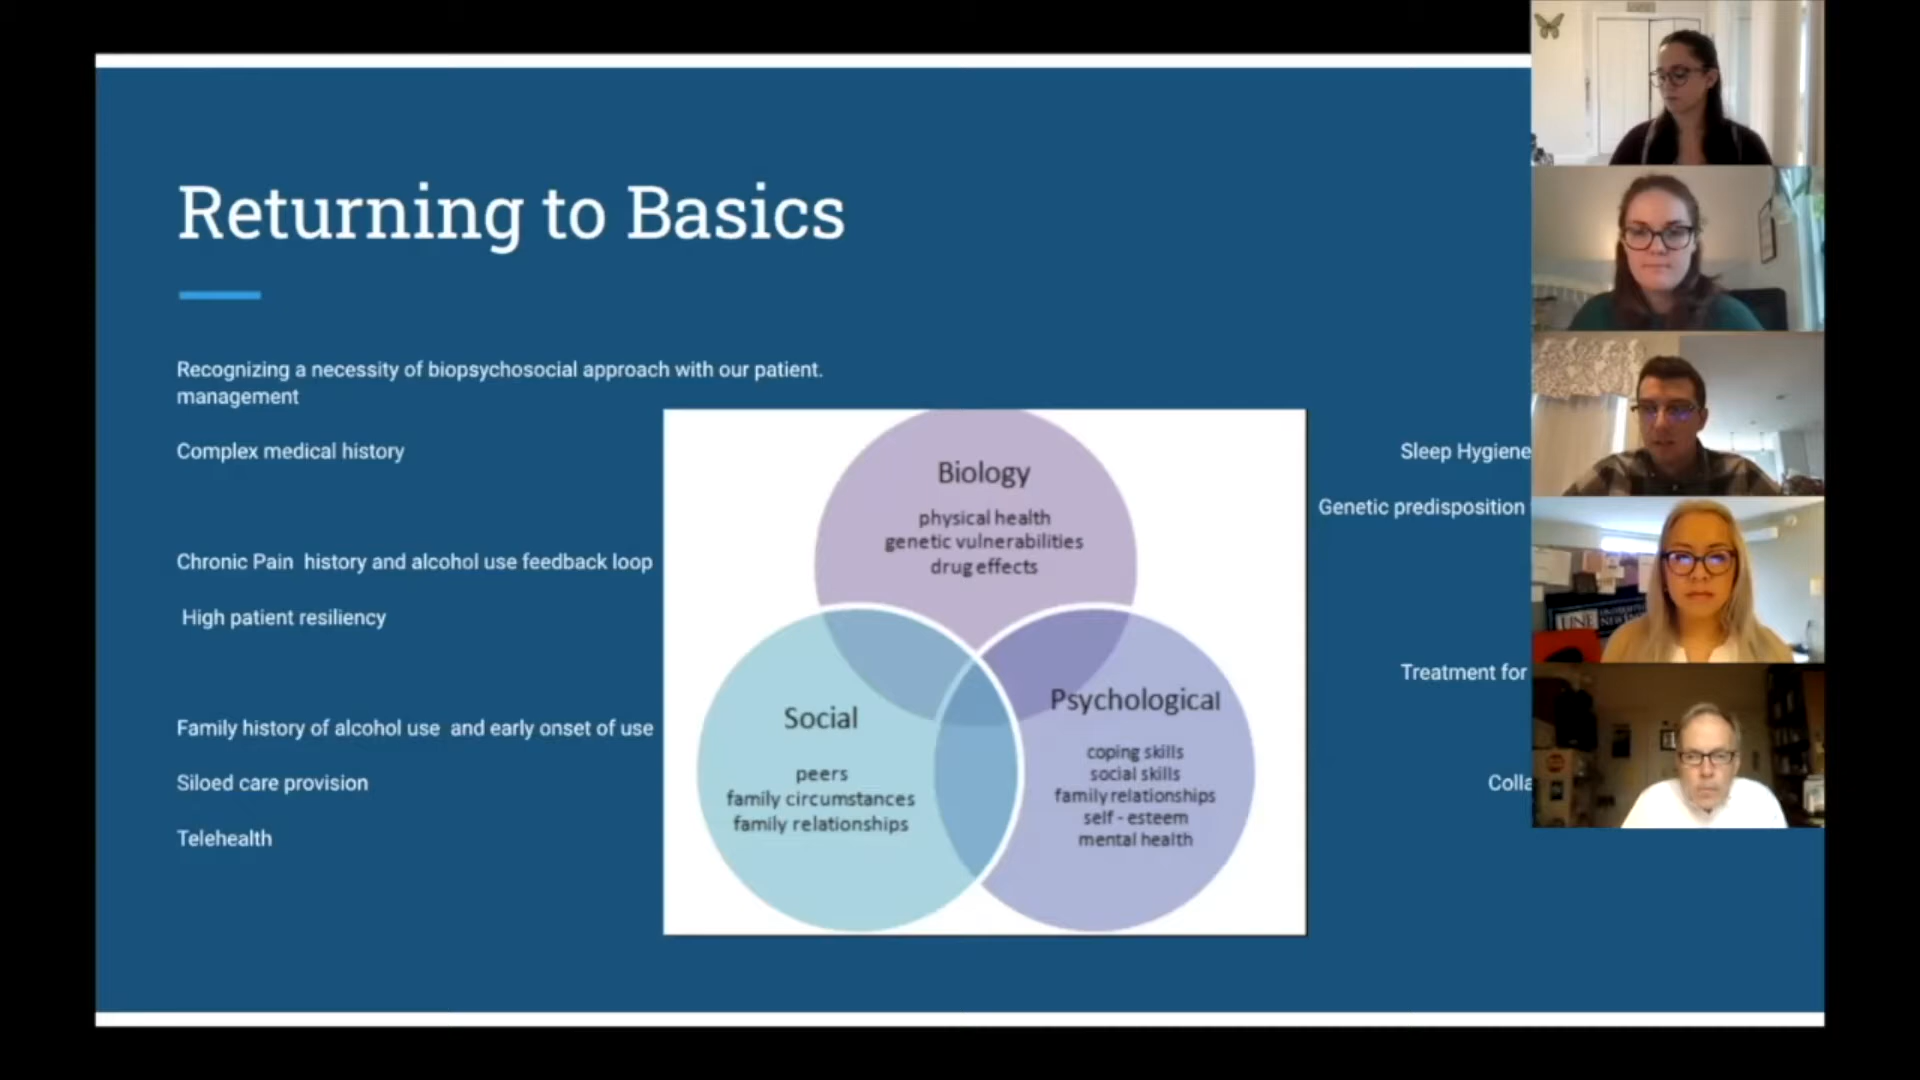 Returning to Basics
Recognizing a necessity of biopsychosocial approach with our patient.
management
Complex medical history
Chronic Pain history and alcohol use feedback loop
High patient resiliency
Family history of alcohol use and early onset of use
Siloed care provision
Telehealth
Biology
physical health
genetic vulnerabilities
drug effects
Social
peers
family circumstances
family relationships
Psychological
coping skills
social skills
family relationships
self - esteem
mental health
Sleep Hygiene
Genetic predisposition
Treatment for
Colla
UNE